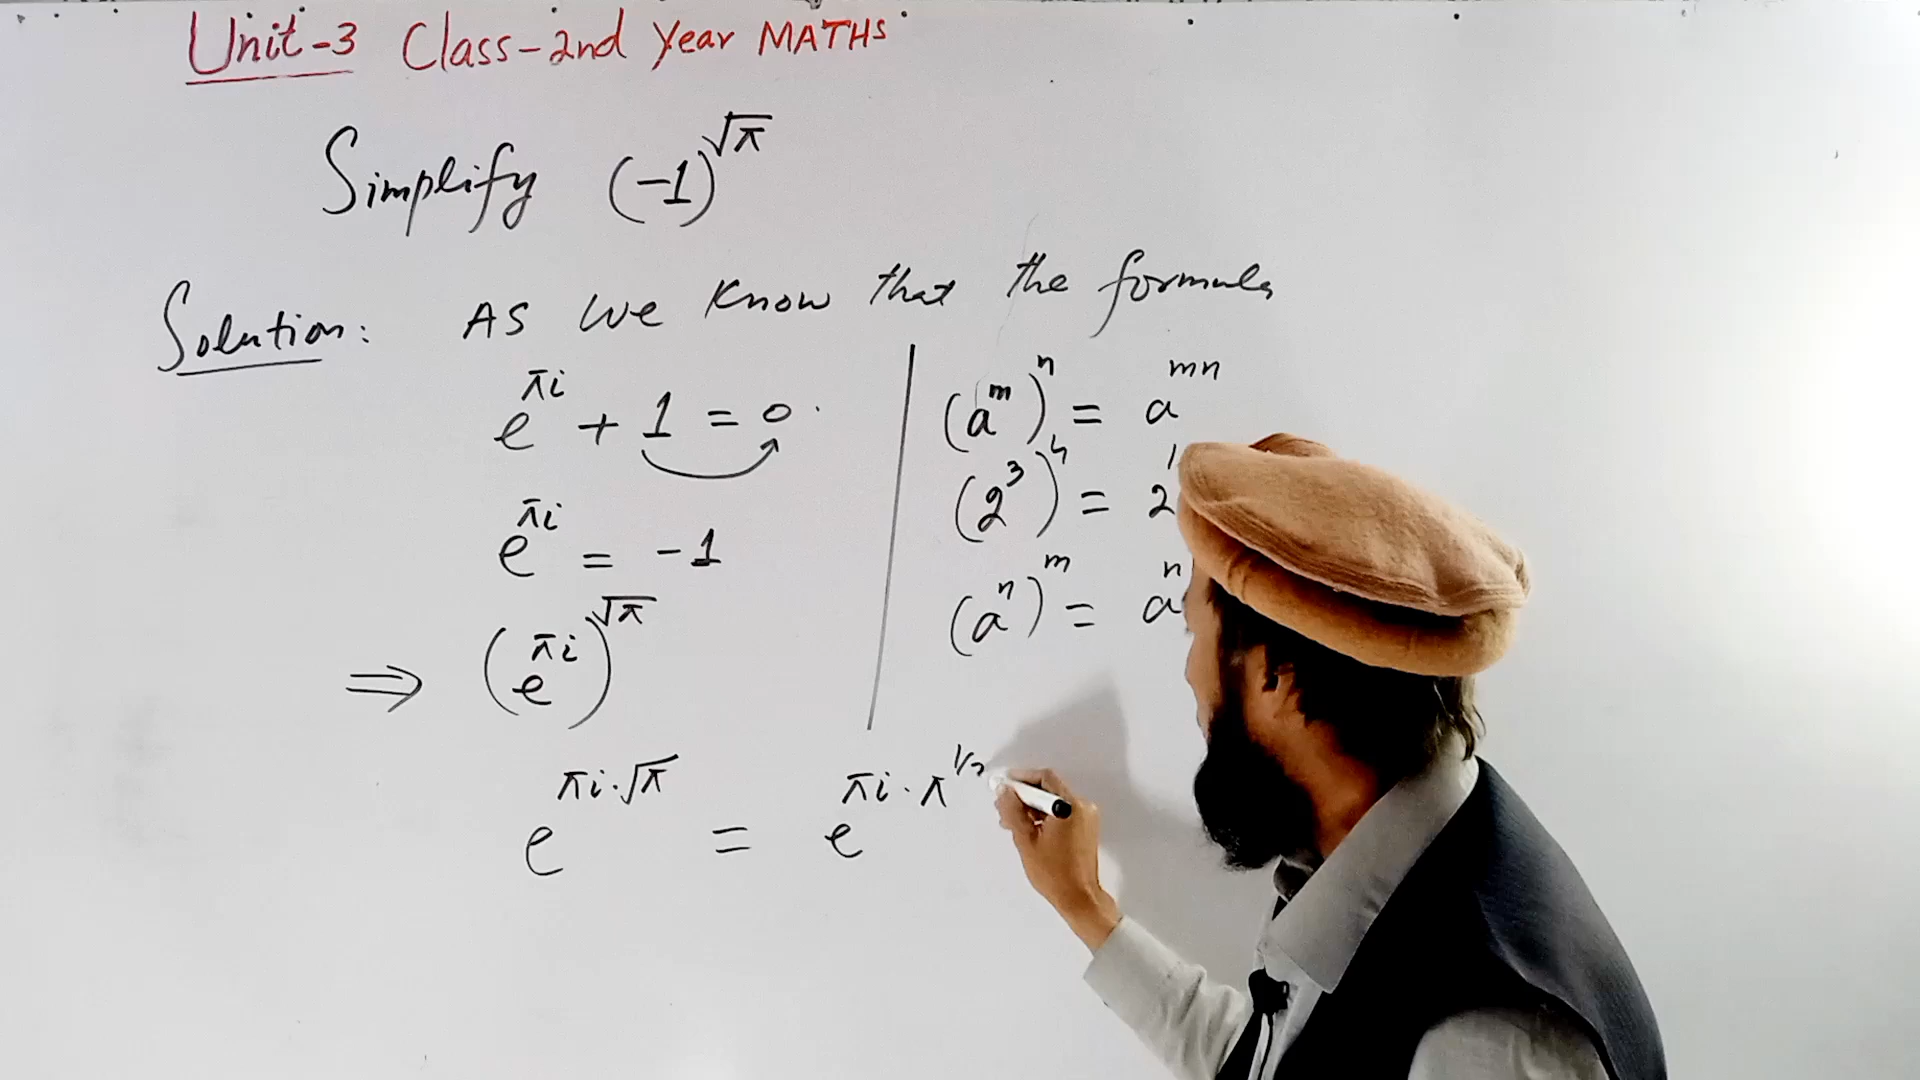 Unit-3 Class-2nd Year MATHS
Simplify (-1)^√π
Solution: As we know that the formula
e^πi + 1 = 0
e^πi = -1
⇒ (e^πi)^√π
e^πi·√π = e^πi·π^1/2
(a^m)^n = a^mn
(2^3)^4 = 2^1
(a^n)^m = a^n